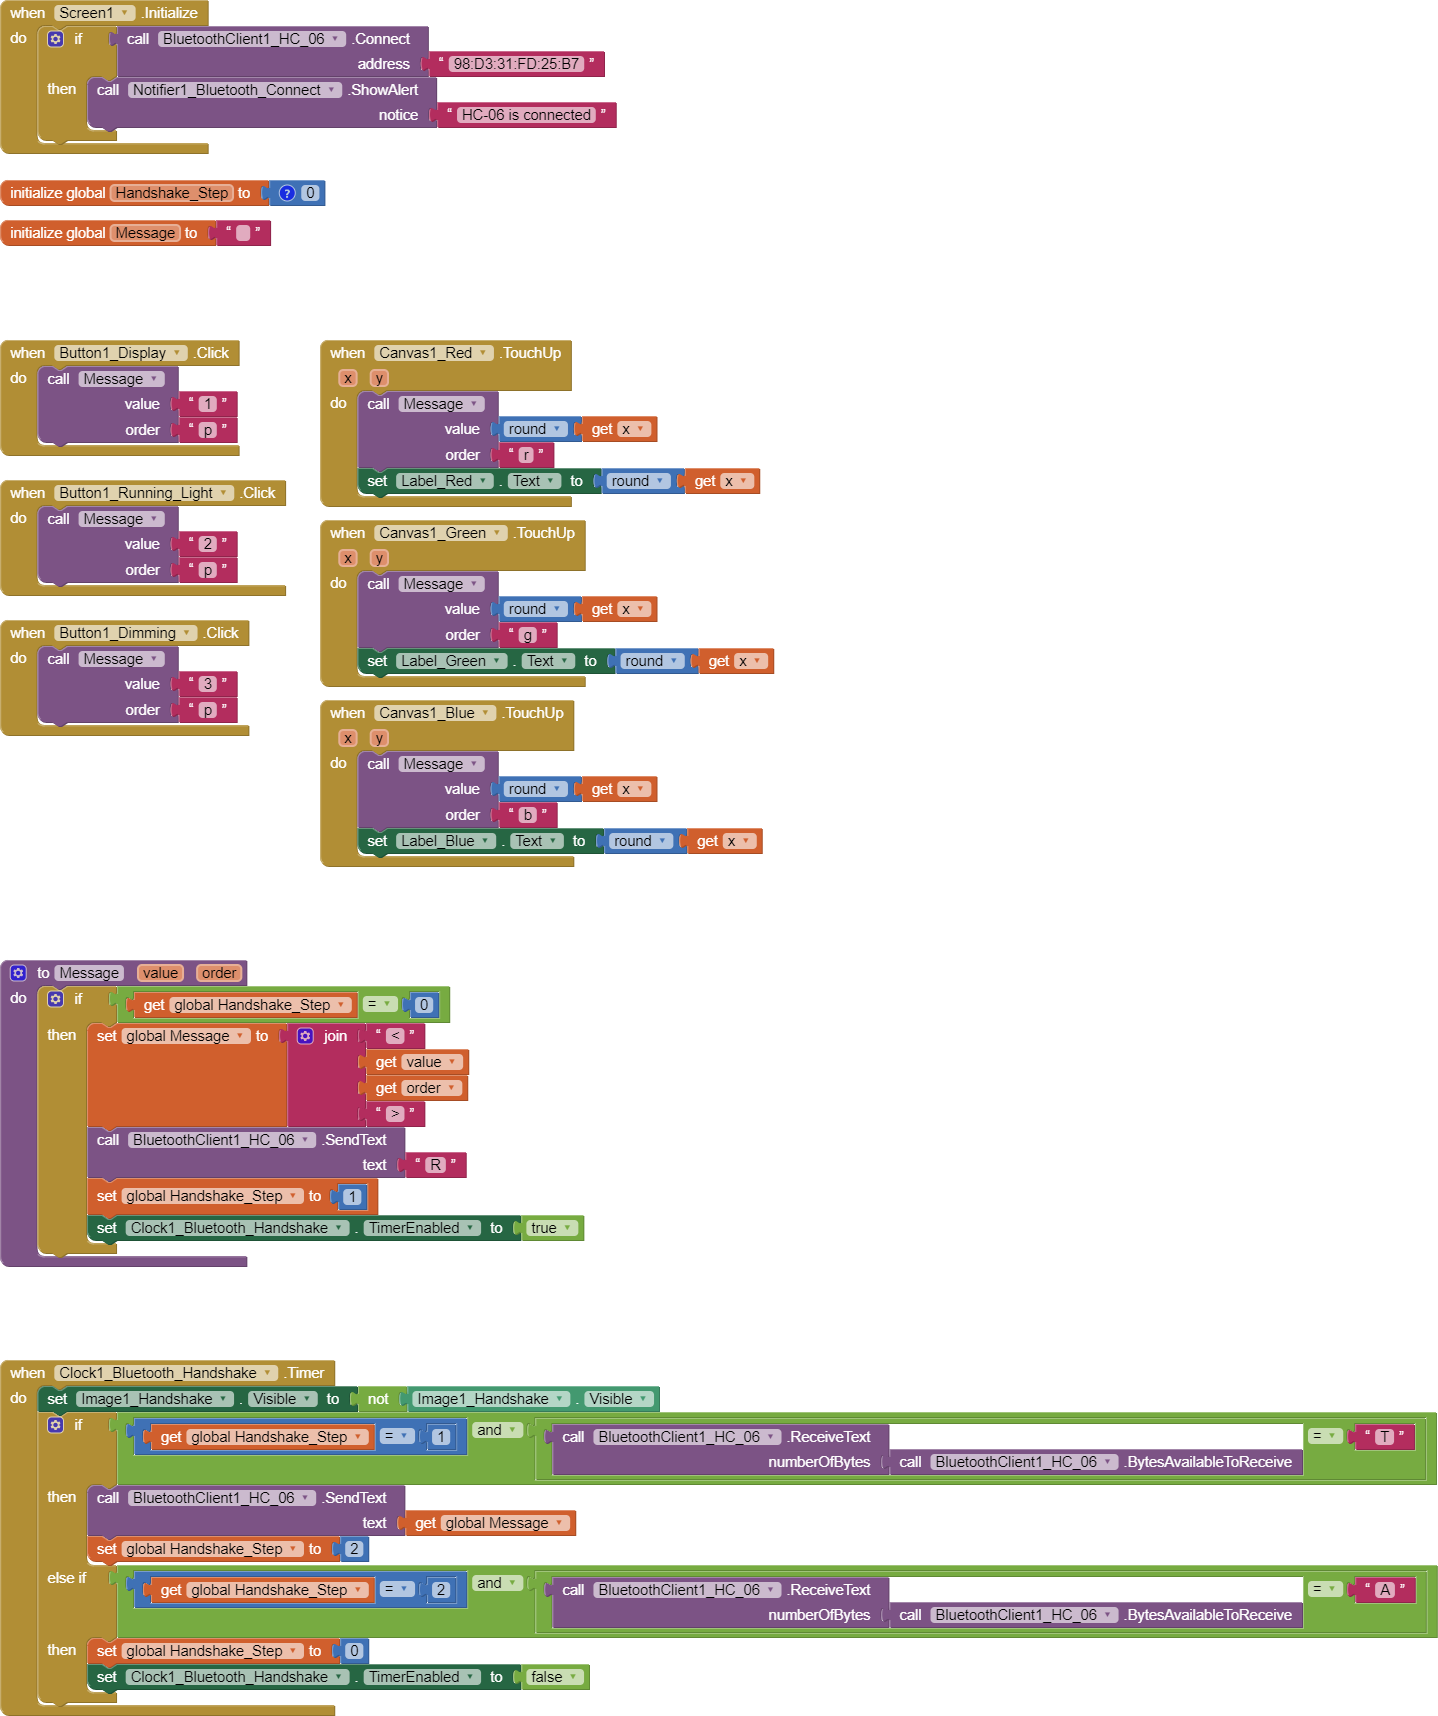 when Screen1 .Initialize
do if call BluetoothClient1_HC_06 .Connect
address " 98:D3:31:FD:25:B7 "
then call Notifier1_Bluetooth_Connect .ShowAlert
notice " HC-06 is connected "
initialize global Handshake_Step to ? 0
initialize global Message to " "
when Button1_Display .Click
do call Message
value " 1 "
order " p "
when Button1_Running_Light .Click
do call Message
value " 2 "
order " p "
when Button1_Dimming .Click
do call Message
value " 3 "
order " p "
when Canvas1_Red .TouchUp
x y
do call Message
value round get x
order " r "
set Label_Red . Text to round get x
when Canvas1_Green .TouchUp
x y
do call Message
value round get x
order " g "
set Label_Green . Text to round get x
when Canvas1_Blue .TouchUp
x y
do call Message
value round get x
order " b "
set Label_Blue . Text to round get x
to Message value order
do if get global Handshake_Step = 0
then set global Message to join " < "
get value
get order
" > "
call BluetoothClient1_HC_06 .SendText
text " R "
set global Handshake_Step to 1
set Clock1_Bluetooth_Handshake . TimerEnabled to true
when Clock1_Bluetooth_Handshake .Timer
do set Image1_Handshake . Visible to not Image1_Handshake . Visible
if get global Handshake_Step = 1 and call BluetoothClient1_HC_06 .ReceiveText = " T "
numberOfBytes call BluetoothClient1_HC_06 .BytesAvailableToReceive
then call BluetoothClient1_HC_06 .SendText
text get global Message
set global Handshake_Step to 2
else if get global Handshake_Step = 2 and call BluetoothClient1_HC_06 .ReceiveText = " A "
numberOfBytes call BluetoothClient1_HC_06 .BytesAvailableToReceive
then set global Handshake_Step to 0
set Clock1_Bluetooth_Handshake . TimerEnabled to false